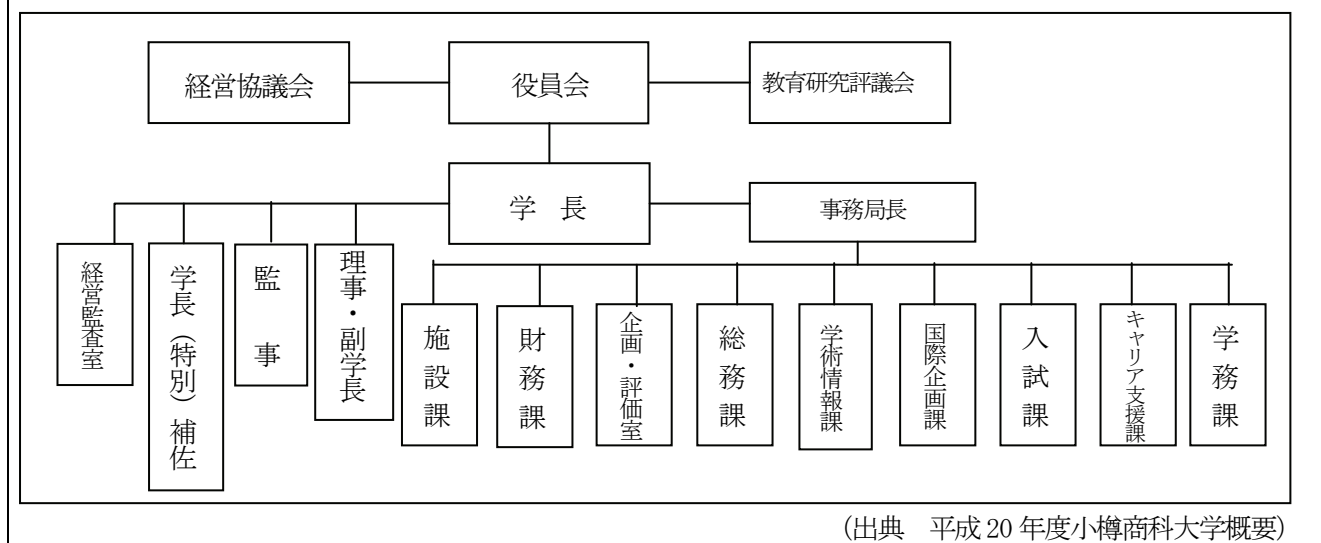 経営協議会
役員会
教育研究評議会
学　長
事務局長
経営監査室
学長（特別）補佐
監　事
理事・副学長
施設課
財務課
企画・評価室
総務課
学術情報課
国際企画課
入試課
キャリア支援課
学務課
（出典　平成20年度小樽商科大学概要）